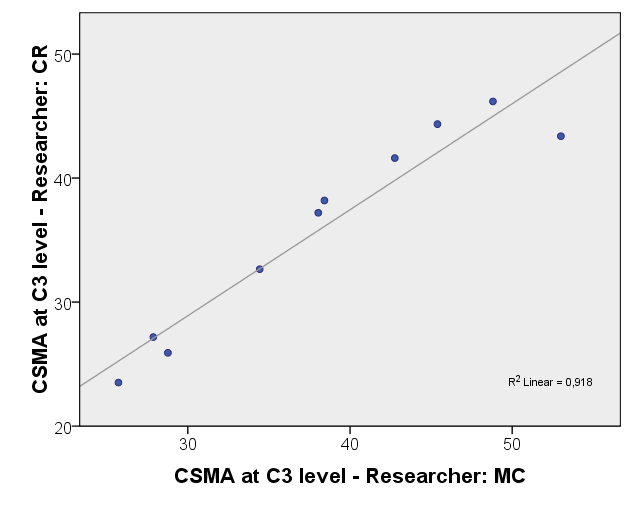 CSMA at C3 level - Researcher: CR
50
40
30
20
R2 Linear = 0,918
30 40 50
CSMA at C3 level - Researcher: MC